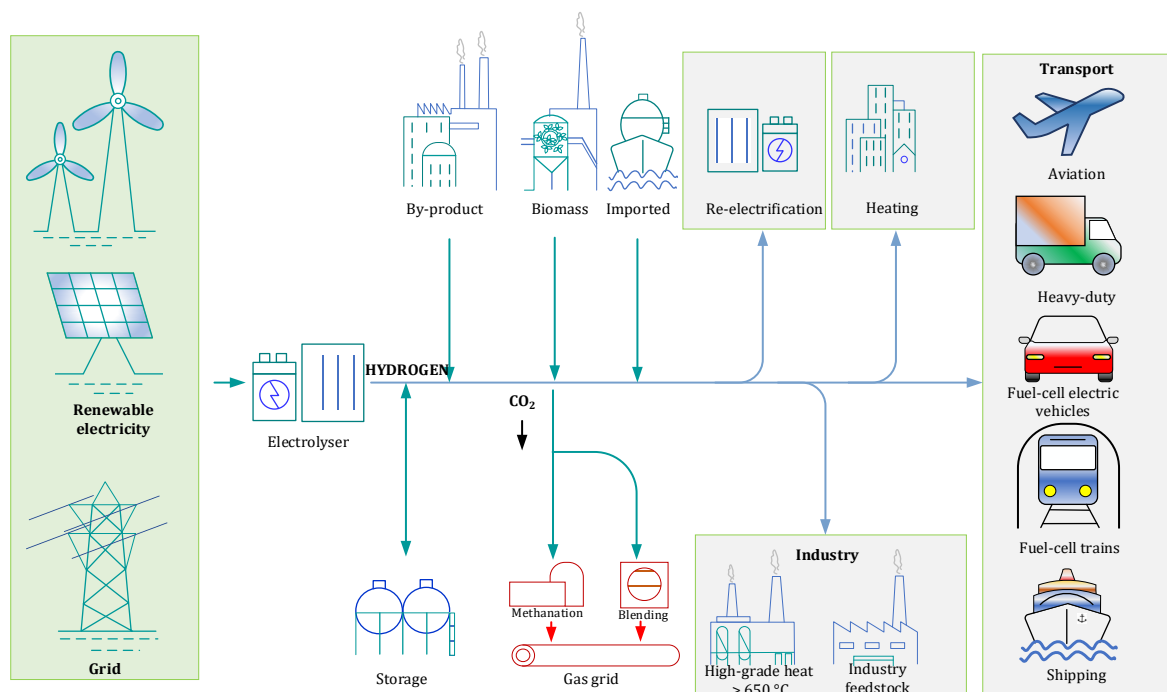 Renewable
electricity
Grid
Electrolyser
HYDROGEN
By-product
Biomass
Imported
Re-electrification
Heating
CO₂
Storage
Methanation
Blending
Gas grid
Industry
High-grade heat
> 650 °C
Industry
feedstock
Transport
Aviation
Heavy-duty
Fuel-cell electric
vehicles
Fuel-cell trains
Shipping